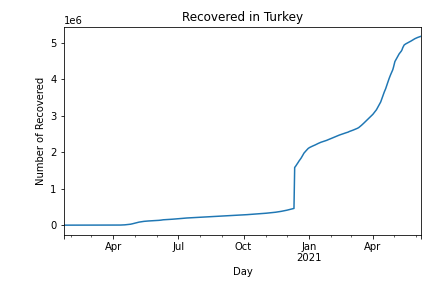 Recovered in Turkey
1e6
5
4
3
2
1
0
Number of Recovered
Apr
Jul
Oct
Jan
2021
Apr
Day